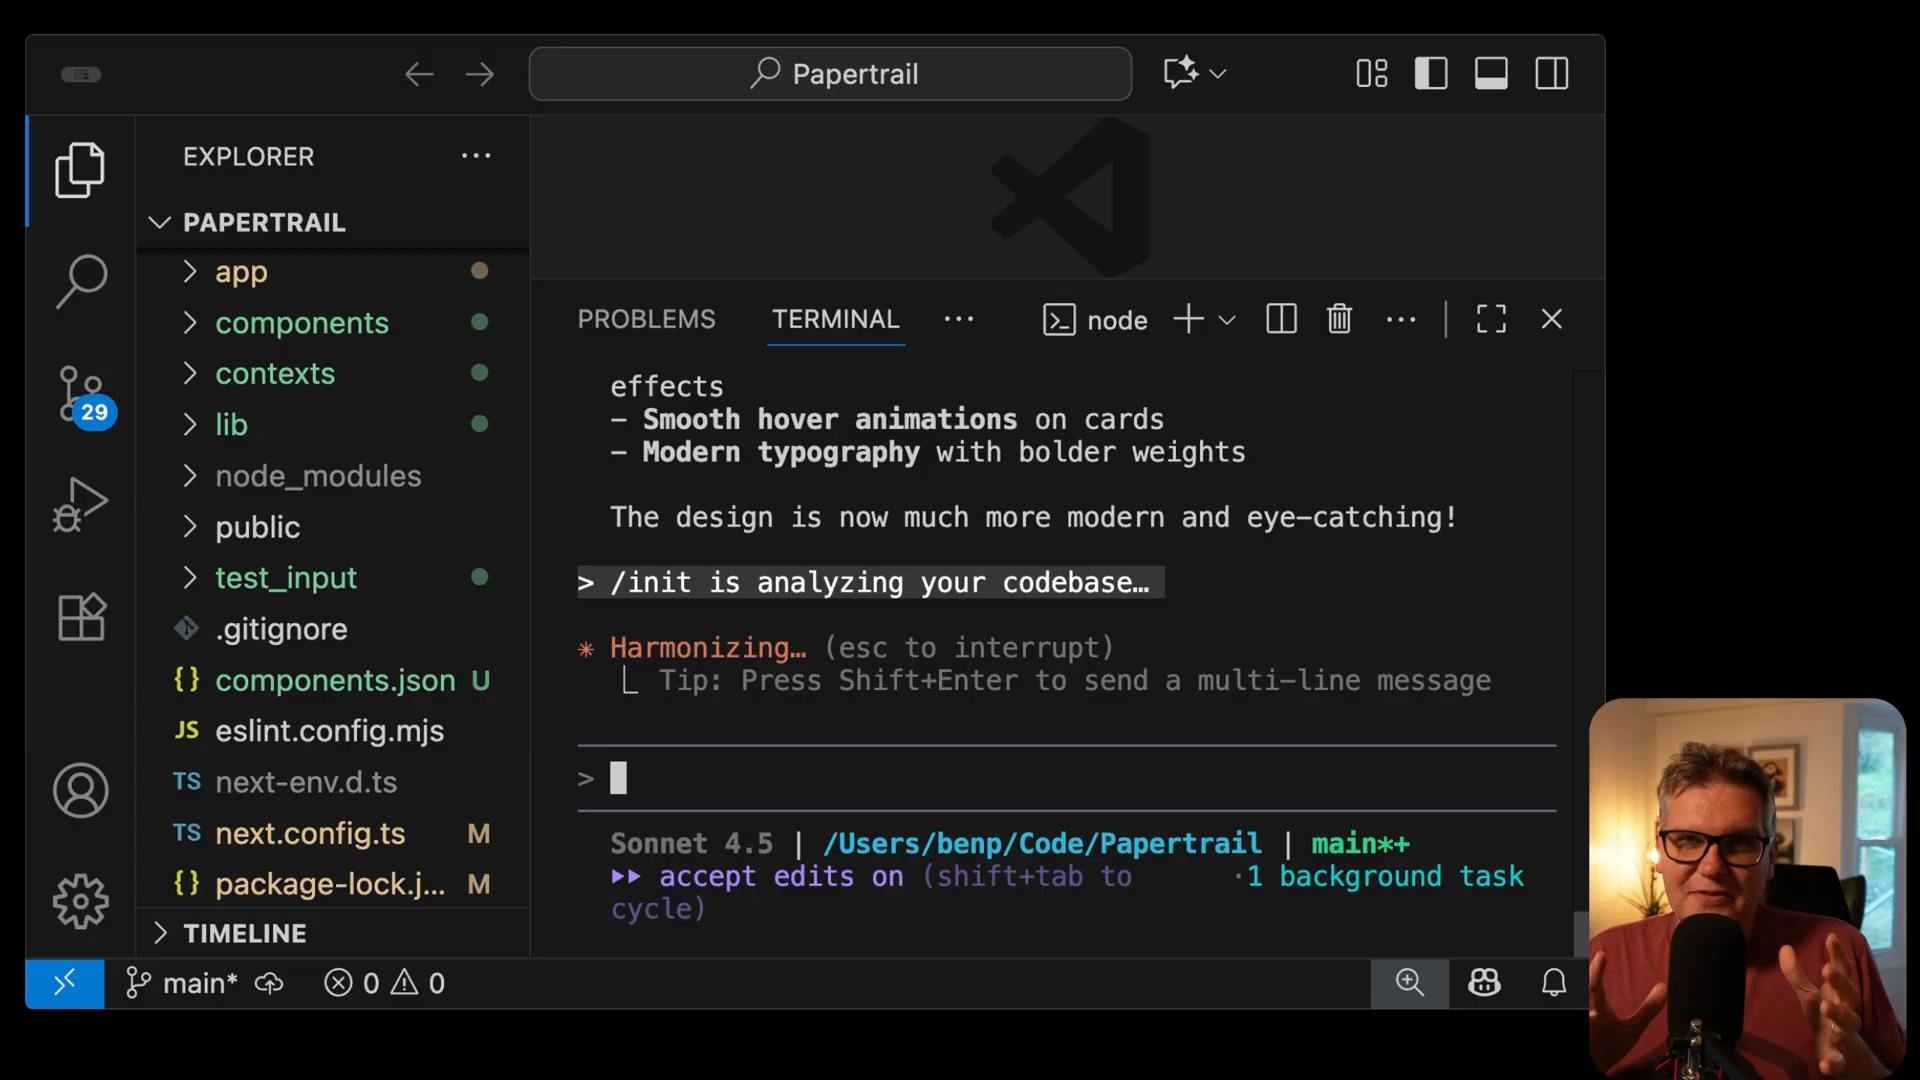 Papertrail
EXPLORER
PAPERTRAIL
app
components
contexts
lib
node_modules
public
test_input
.gitignore
{} components.json U
JS eslint.config.mjs
TS next-env.d.ts
TS next.config.ts M
{} package-lock.j... M
TIMELINE
29
PROBLEMS TERMINAL ... node
effects
- Smooth hover animations on cards
- Modern typography with bolder weights
The design is now much more modern and eye-catching!
> /init is analyzing your codebase…
* Harmonizing… (esc to interrupt)
Tip: Press Shift+Enter to send a multi-line message
>
Sonnet 4.5 | /Users/benp/Code/Papertrail | main*+
accept edits on (shift+tab to cycle) · 1 background task
main* 0 0